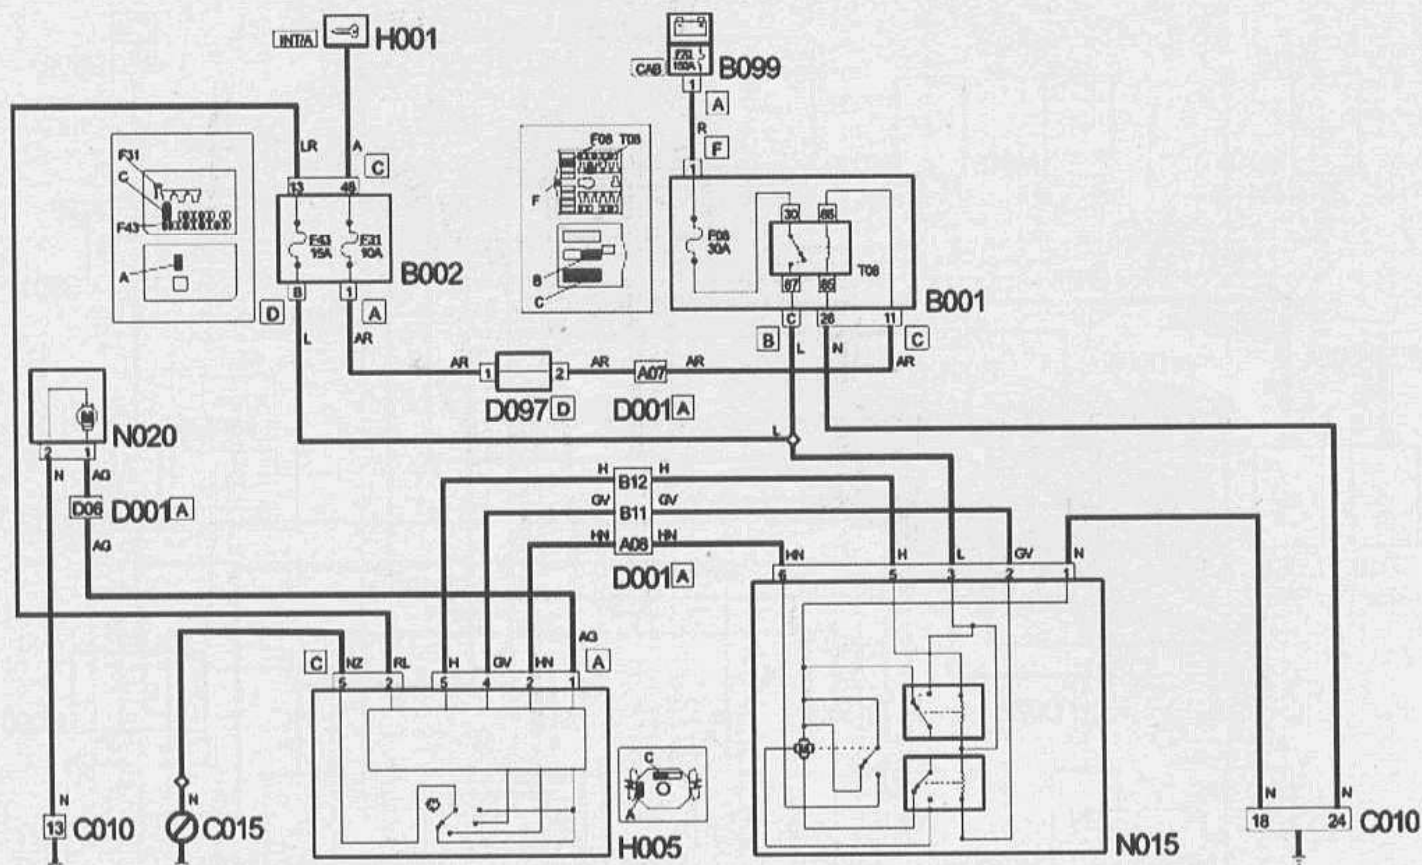 INT/A H001
CAB F70 150A B099
1
A
R
F
1
LR A C
13 46
F31
C
F43
A
F43 15A F31 10A
B002
8 1
D A
L AR
F08 T08
F
B
C
F08 30A
30 86
87 85
T08
B001
C 26 11
B C
L N AR
AR 1 2 AR A07 AR
D097 D D001 A
M
N020
2 1
N AG
D06 D001 A
AG
L
H B12 H
GV B11 GV
HN A08 HN
D001 A
HN H L GV N
6 5 3 2 1
AG
C NZ RL H GV HN A
5 2 5 4 2 1
M
C
A
H005
N015
N
13 C010
N
C015
N N
18 24 C010